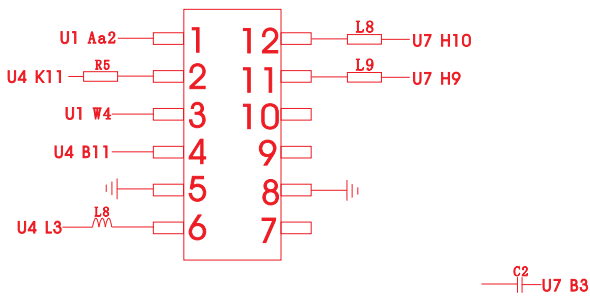 U1 Aa2 1 12 L8 U7 H10
U4 K11 R5 2 11 L9 U7 H9
U1 W4 3 10
U4 B11 4 9
5 8
U4 L3 L8 6 7
C2 U7 B3